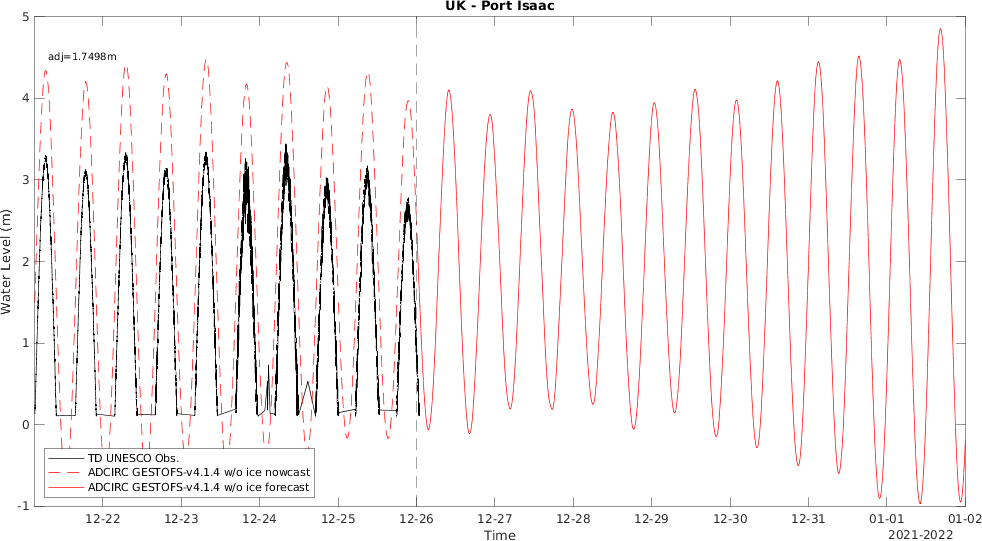 UK - Port Isaac
5
adj=1.7498m
4
3
2
1
0
-1
Water Level (m)
TD UNESCO Obs.
ADCIRC GESTOFS-v4.1.4 w/o ice nowcast
ADCIRC GESTOFS-v4.1.4 w/o ice forecast
12-22 12-23 12-24 12-25 12-26 12-27 12-28 12-29 12-30 12-31 01-01 01-02
Time
2021-2022